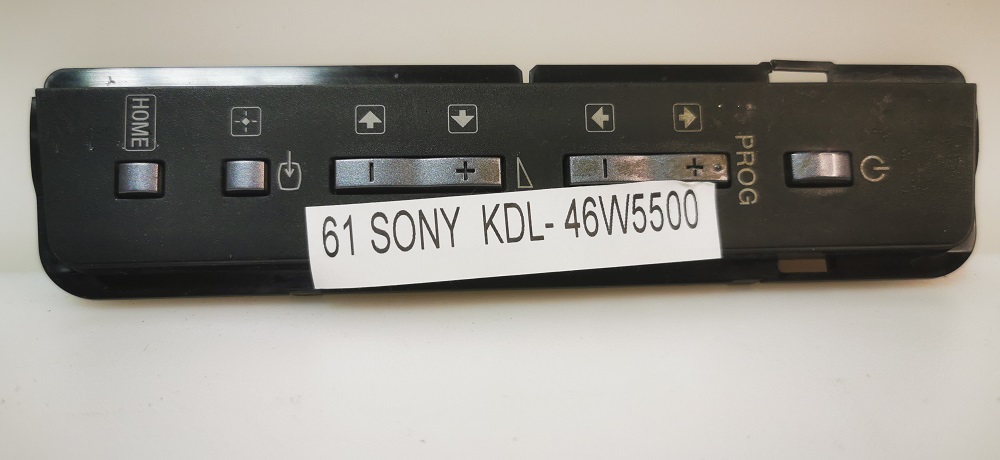 HOME
- +
- +
PROG
61 SONY KDL- 46W5500